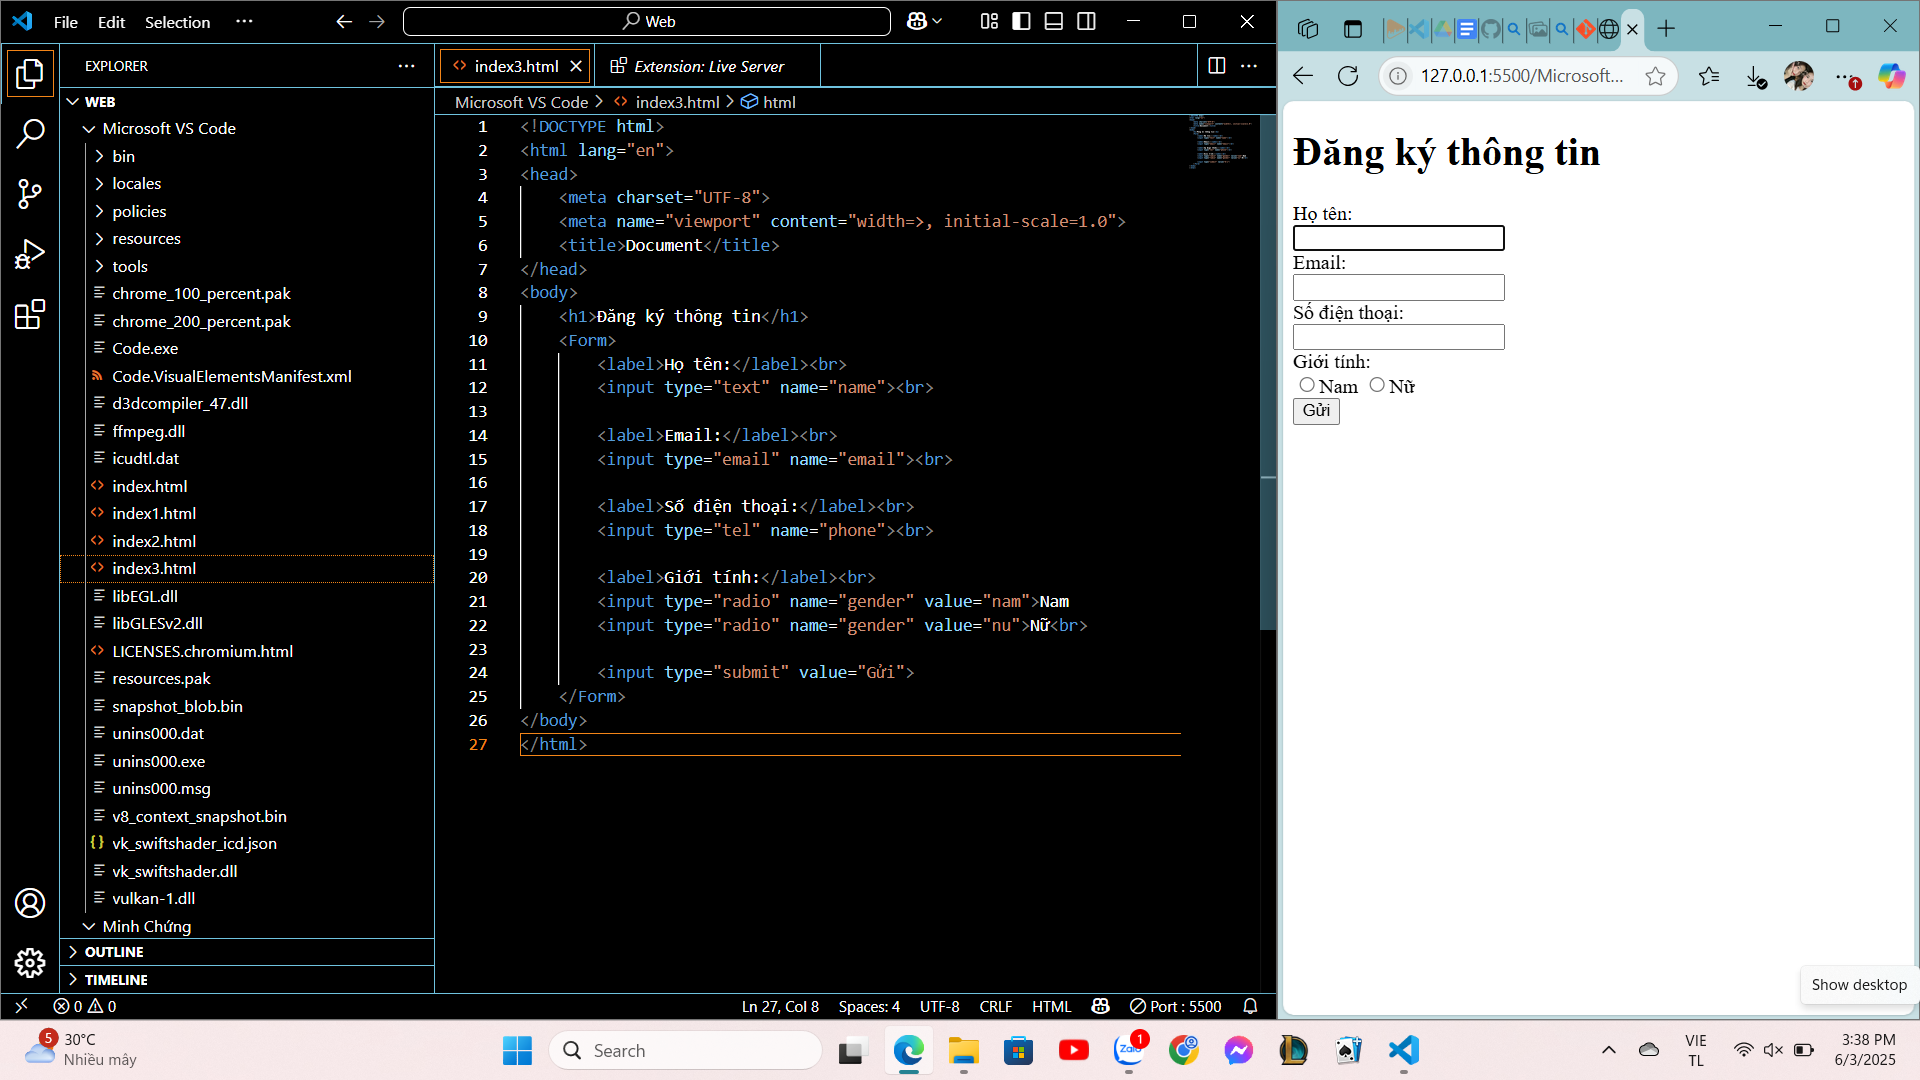 File Edit Selection ··· Web
EXPLORER ···
WEB
Microsoft VS Code
bin
locales
policies
resources
tools
chrome_100_percent.pak
chrome_200_percent.pak
Code.exe
Code.VisualElementsManifest.xml
d3dcompiler_47.dll
ffmpeg.dll
icudtl.dat
index.html
index1.html
index2.html
index3.html
libEGL.dll
libGLESv2.dll
LICENSES.chromium.html
resources.pak
snapshot_blob.bin
unins000.dat
unins000.exe
unins000.msg
v8_context_snapshot.bin
vk_swiftshader_icd.json
vk_swiftshader.dll
vulkan-1.dll
Minh Chứng
OUTLINE
TIMELINE
index3.html Extension: Live Server
Microsoft VS Code > index3.html > html
1 <!DOCTYPE html>
2 <html lang="en">
3 <head>
4 <meta charset="UTF-8">
5 <meta name="viewport" content="width=>, initial-scale=1.0">
6 <title>Document</title>
7 </head>
8 <body>
9 <h1>Đăng ký thông tin</h1>
10 <Form>
11 <label>Họ tên:</label><br>
12 <input type="text" name="name"><br>
13
14 <label>Email:</label><br>
15 <input type="email" name="email"><br>
16
17 <label>Số điện thoại:</label><br>
18 <input type="tel" name="phone"><br>
19
20 <label>Giới tính:</label><br>
21 <input type="radio" name="gender" value="nam">Nam
22 <input type="radio" name="gender" value="nu">Nữ<br>
23
24 <input type="submit" value="Gửi">
25 </Form>
26 </body>
27 </html>
0 0 Ln 27, Col 8 Spaces: 4 UTF-8 CRLF HTML Port : 5500
127.0.0.1:5500/Microsoft...
Đăng ký thông tin
Họ tên:
Email:
Số điện thoại:
Giới tính:
Nam Nữ
Gửi
Show desktop
5
30°C
Nhiều mây
Search
Zalo
1
VIE
TL
3:38 PM
6/3/2025